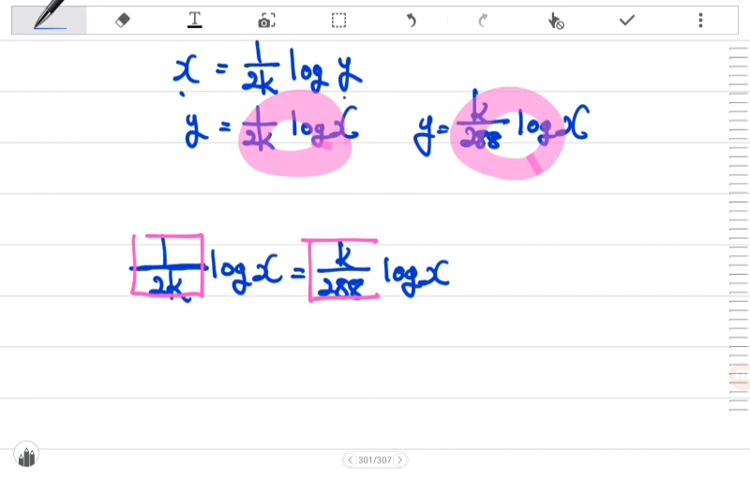 T
x = 1/2k log y
y = 1/2k log x   y = k/288 log x
1/2k log x = k/288 log x
301/307